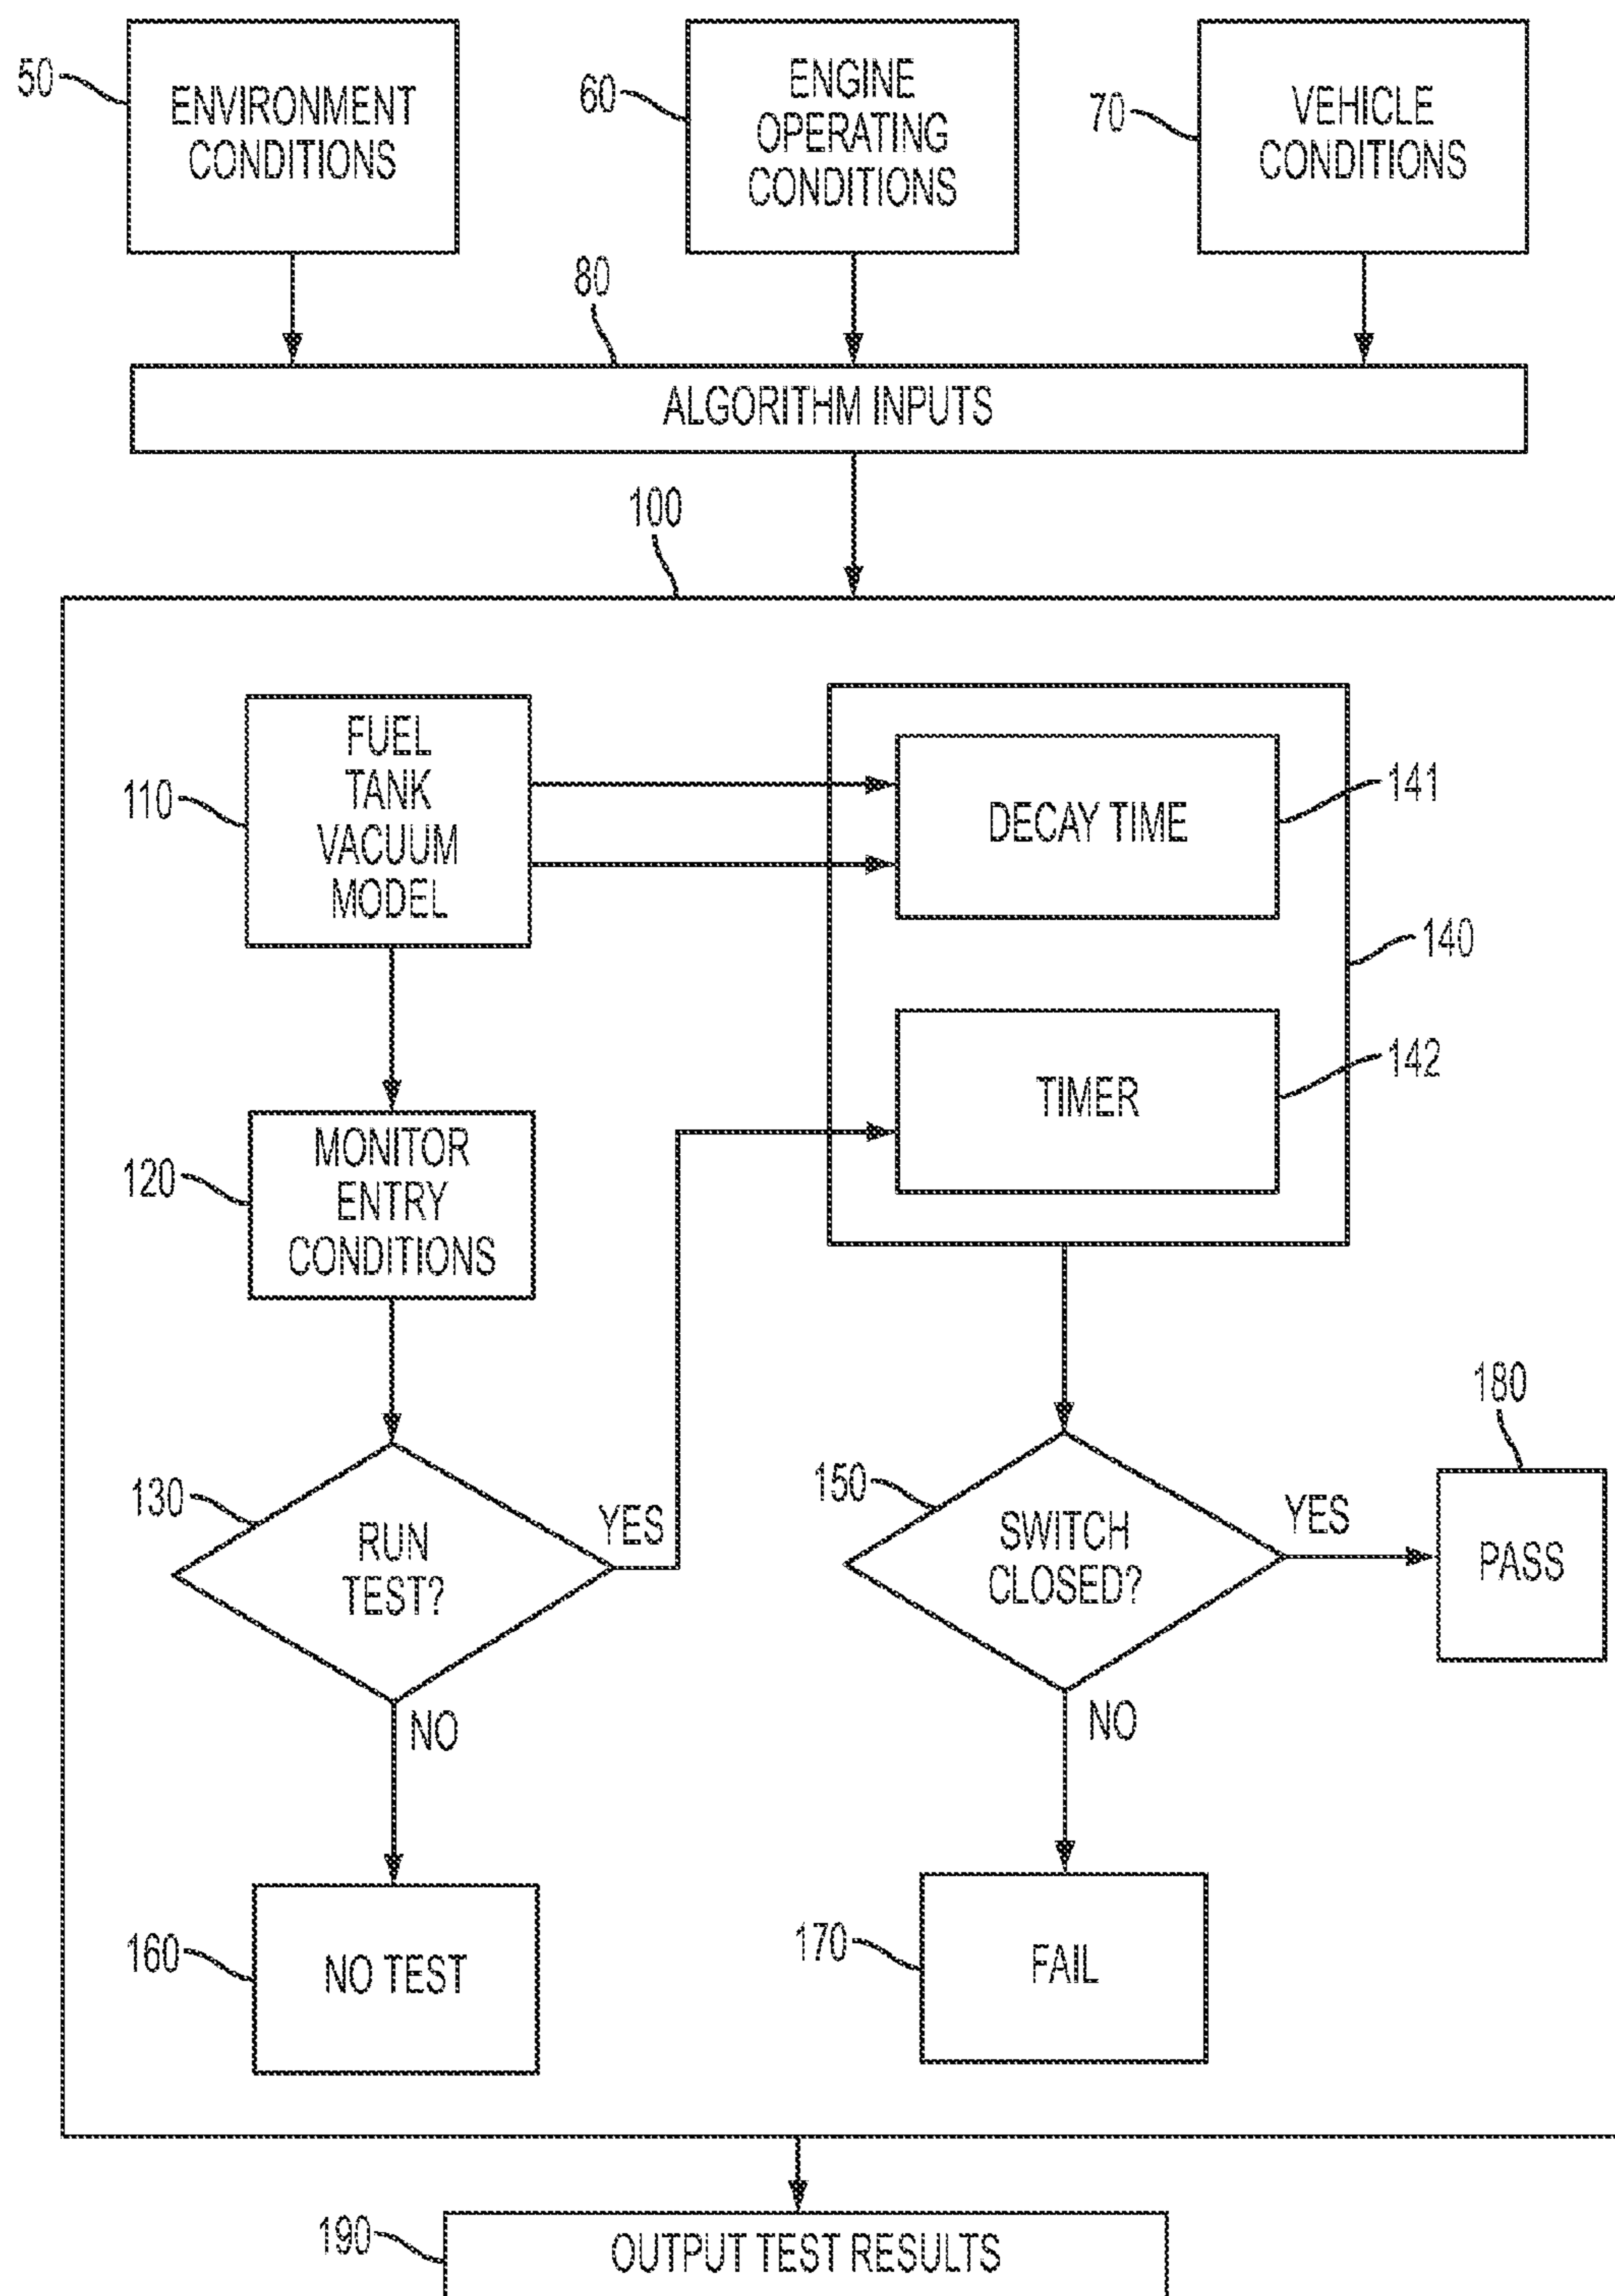 50
ENVIRONMENT
CONDITIONS
60
ENGINE
OPERATING
CONDITIONS
70
VEHICLE
CONDITIONS
80
ALGORITHM INPUTS
100
110
FUEL
TANK
VACUUM
MODEL
DECAY TIME
141
140
TIMER
142
120
MONITOR
ENTRY
CONDITIONS
130
RUN
TEST?
YES
NO
150
SWITCH
CLOSED?
YES
NO
180
PASS
160
NO TEST
170
FAIL
190
OUTPUT TEST RESULTS